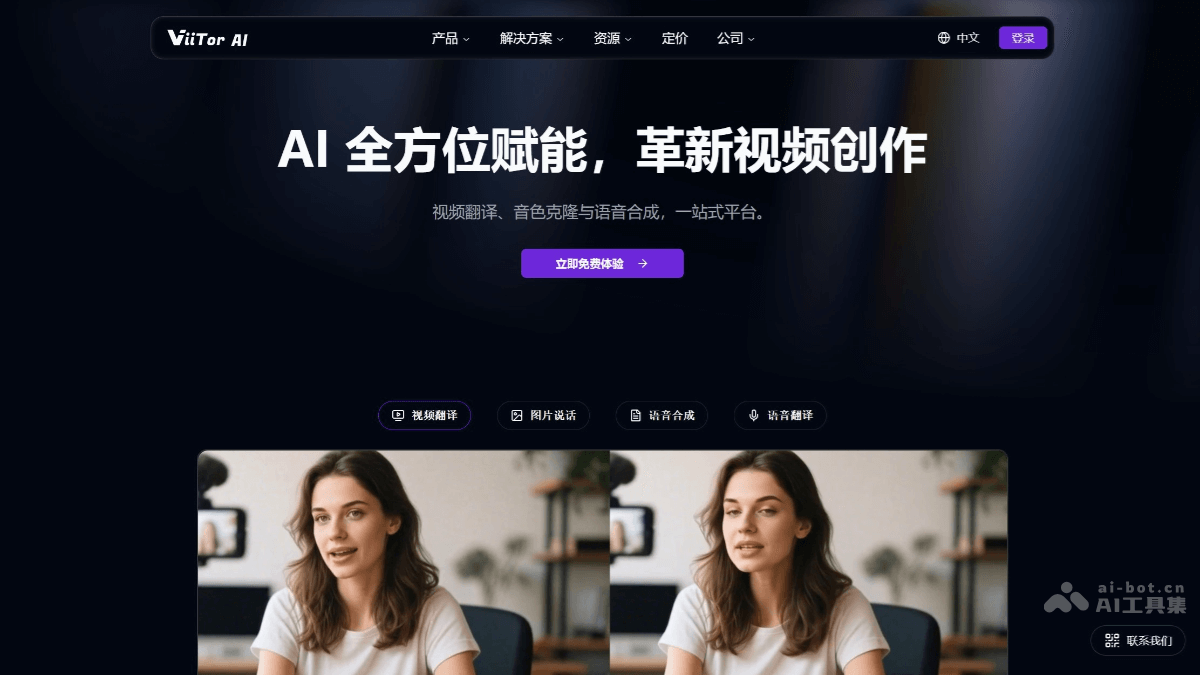 ViiTor AI 产品 解决方案 资源 定价 公司 中文 登录
AI 全方位赋能，革新视频创作
视频翻译、音色克隆与语音合成，一站式平台。
立即免费体验 →
视频翻译 图片说话 语音合成 语音翻译
ai-bot.cn
AI工具集
联系我们